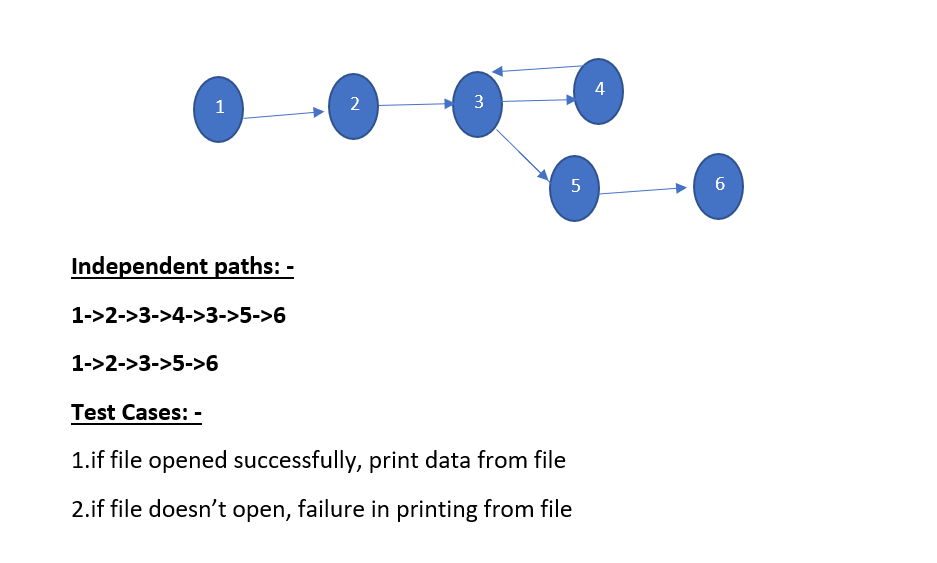 1
2
3
4
5
6
Independent paths: -
1->2->3->4->3->5->6
1->2->3->5->6
Test Cases: -
1.if file opened successfully, print data from file
2.if file doesn’t open, failure in printing from file